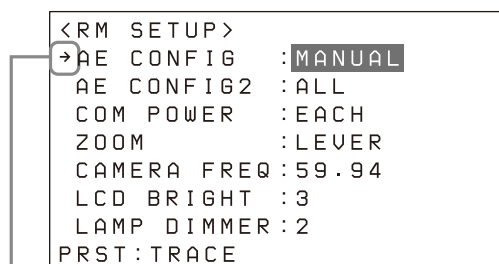 <RM SETUP>
→AE CONFIG :MANUAL
AE CONFIG2 :ALL
COM POWER :EACH
ZOOM :LEVER
CAMERA FREQ:59.94
LCD BRIGHT :3
LAMP DIMMER:2
PRST:TRACE